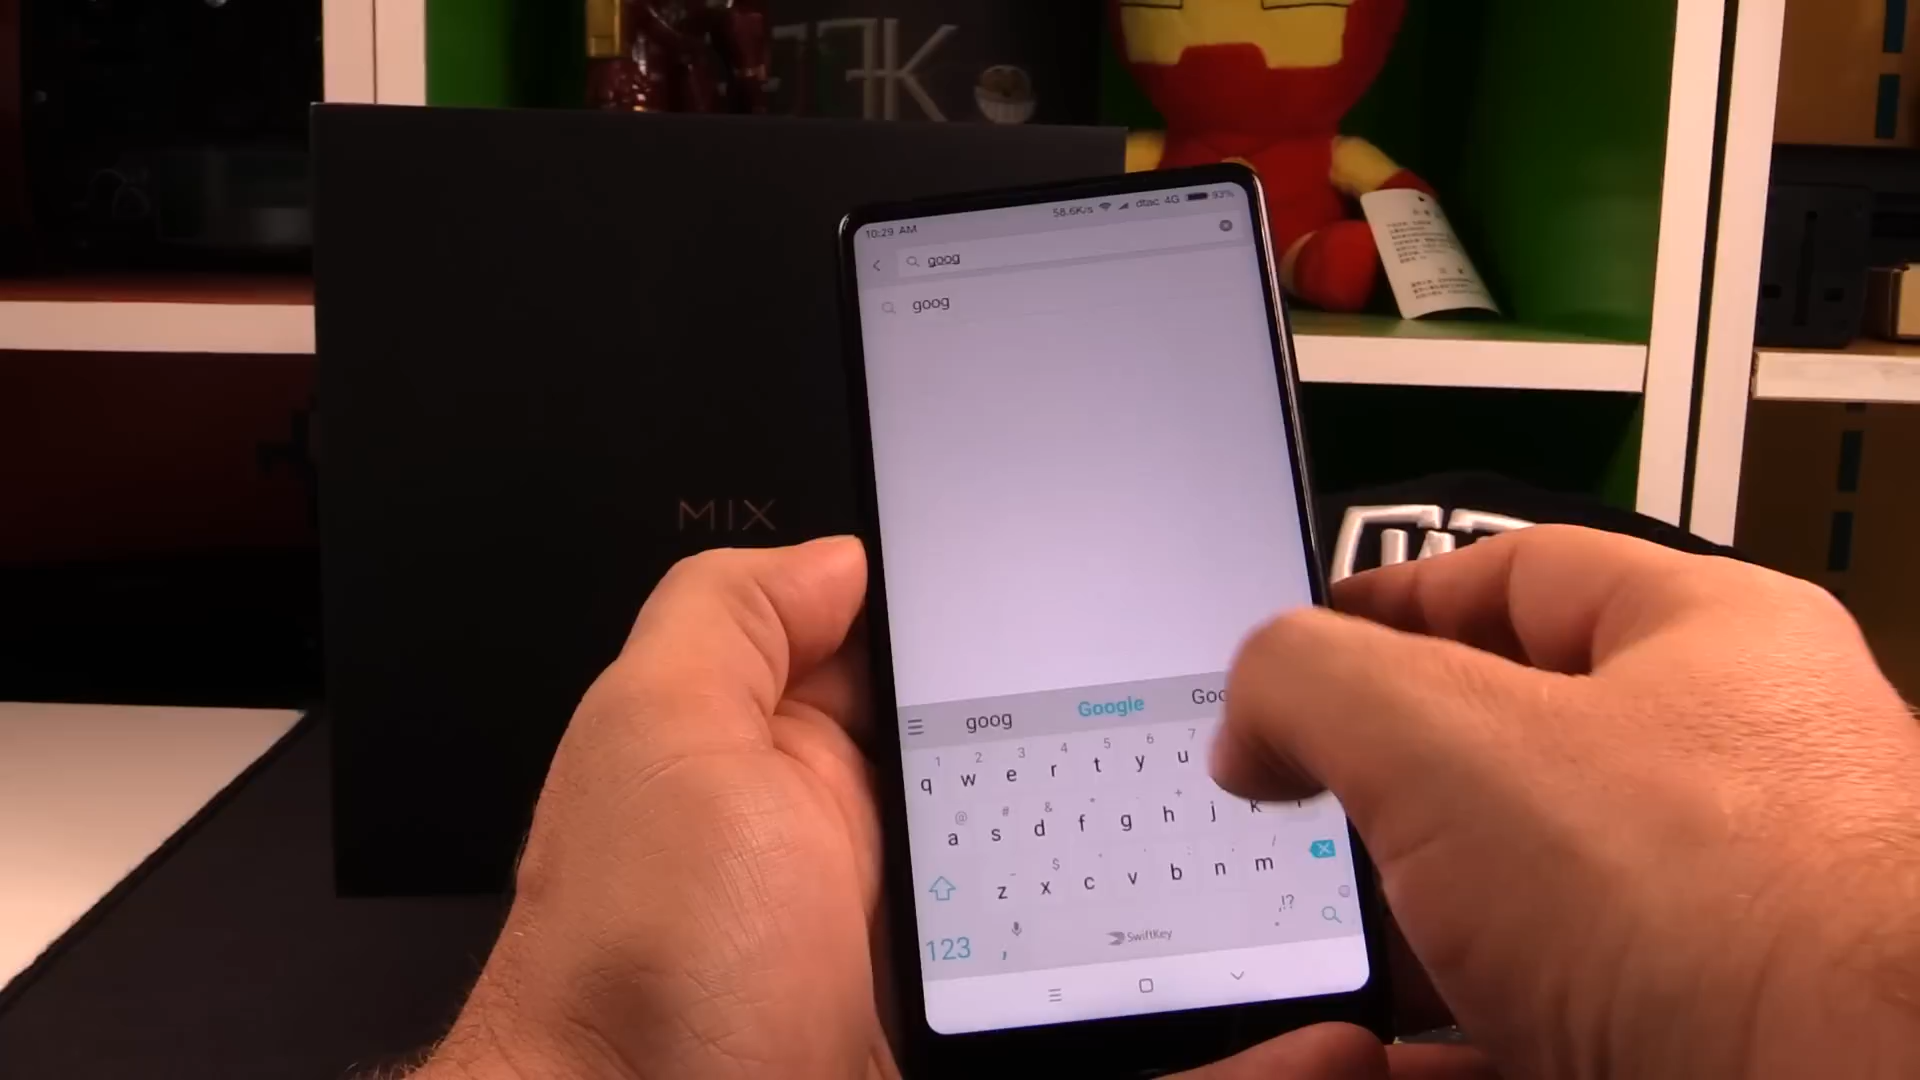 MIX
10:29 AM
58.6K/s dtac 4G 93%
goog
goog
goog Google Goo
1 2 3 4 5 6 7
q w e r t y u
@ # & * +
a s d f g h j k l
$ /
z x c v b n m
,!?
123 , SwiftKey .